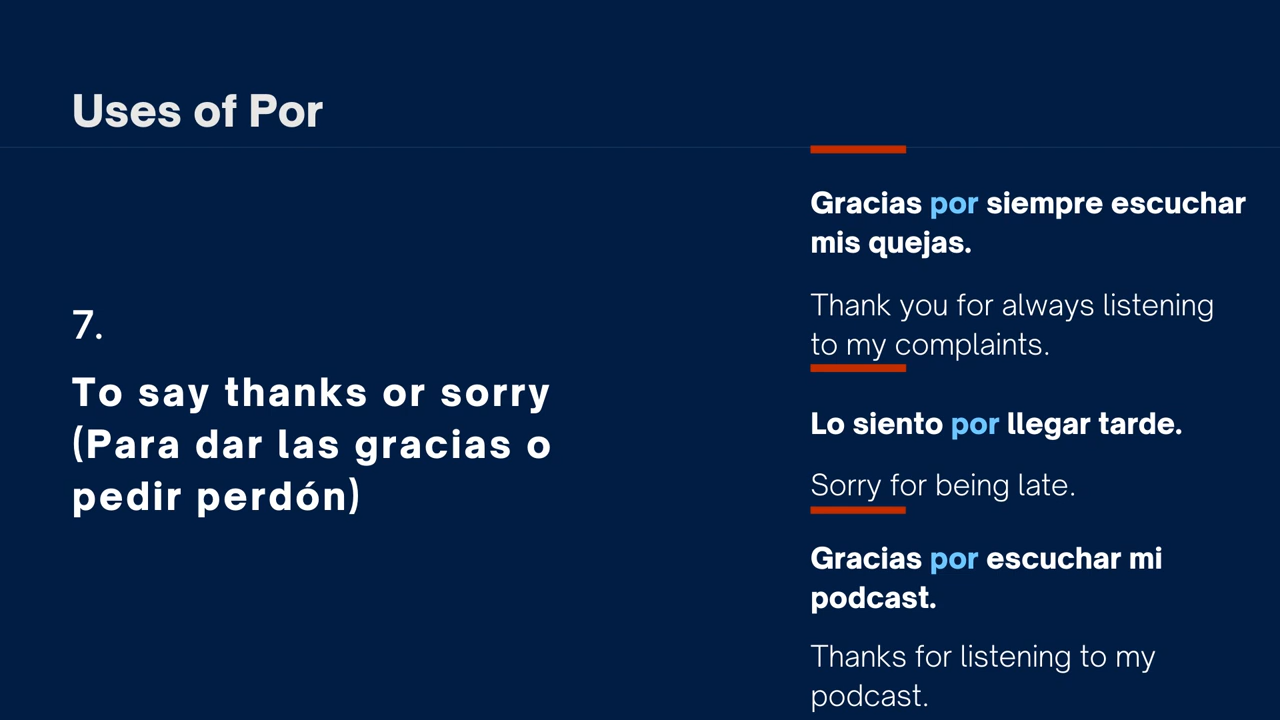 Uses of Por
7.
To say thanks or sorry
(Para dar las gracias o
pedir perdón)
Gracias por siempre escuchar
mis quejas.
Thank you for always listening
to my complaints.
Lo siento por llegar tarde.
Sorry for being late.
Gracias por escuchar mi
podcast.
Thanks for listening to my
podcast.